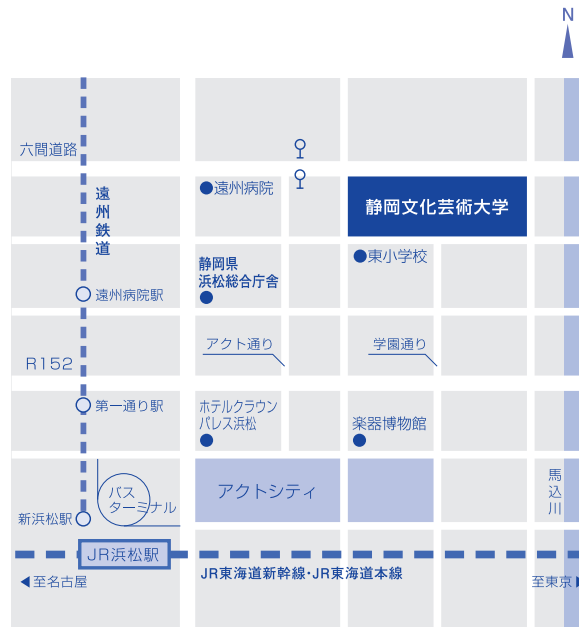 N
六間道路
遠州鉄道
遠州病院
静岡文化芸術大学
静岡県
浜松総合庁舎
東小学校
遠州病院駅
アクト通り
学園通り
R152
第一通り駅
ホテルクラウン
パレス浜松
楽器博物館
バス
ターミナル
アクトシティ
馬込川
新浜松駅
JR浜松駅
JR東海道新幹線・JR東海道本線
◀至名古屋
至東京▶